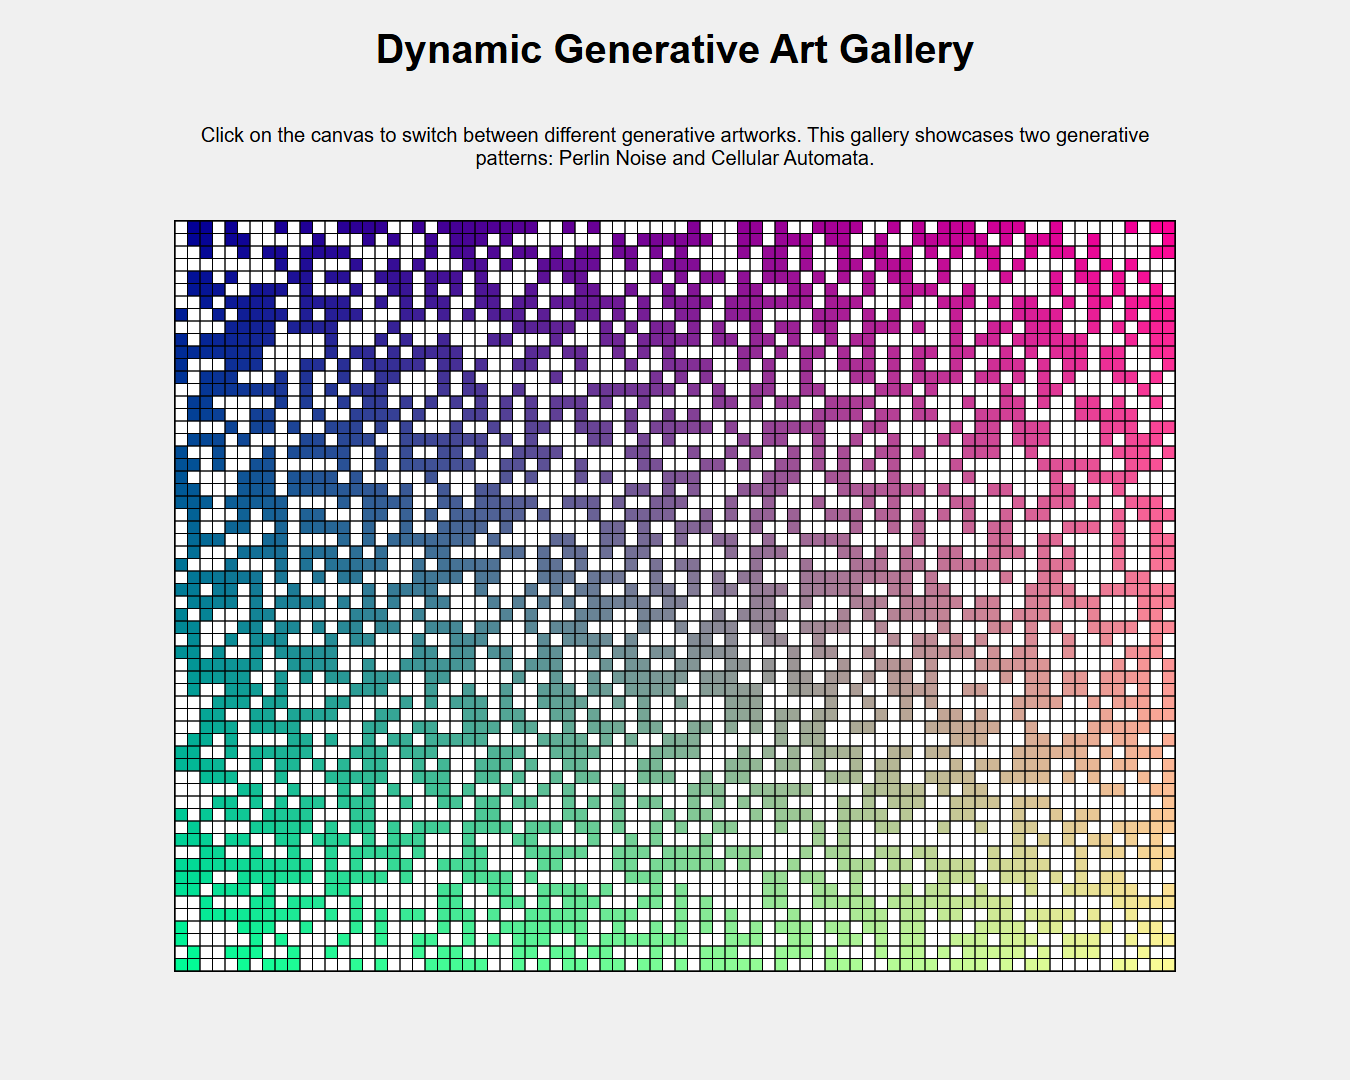 Dynamic Generative Art Gallery
Click on the canvas to switch between different generative artworks. This gallery showcases two generative
patterns: Perlin Noise and Cellular Automata.